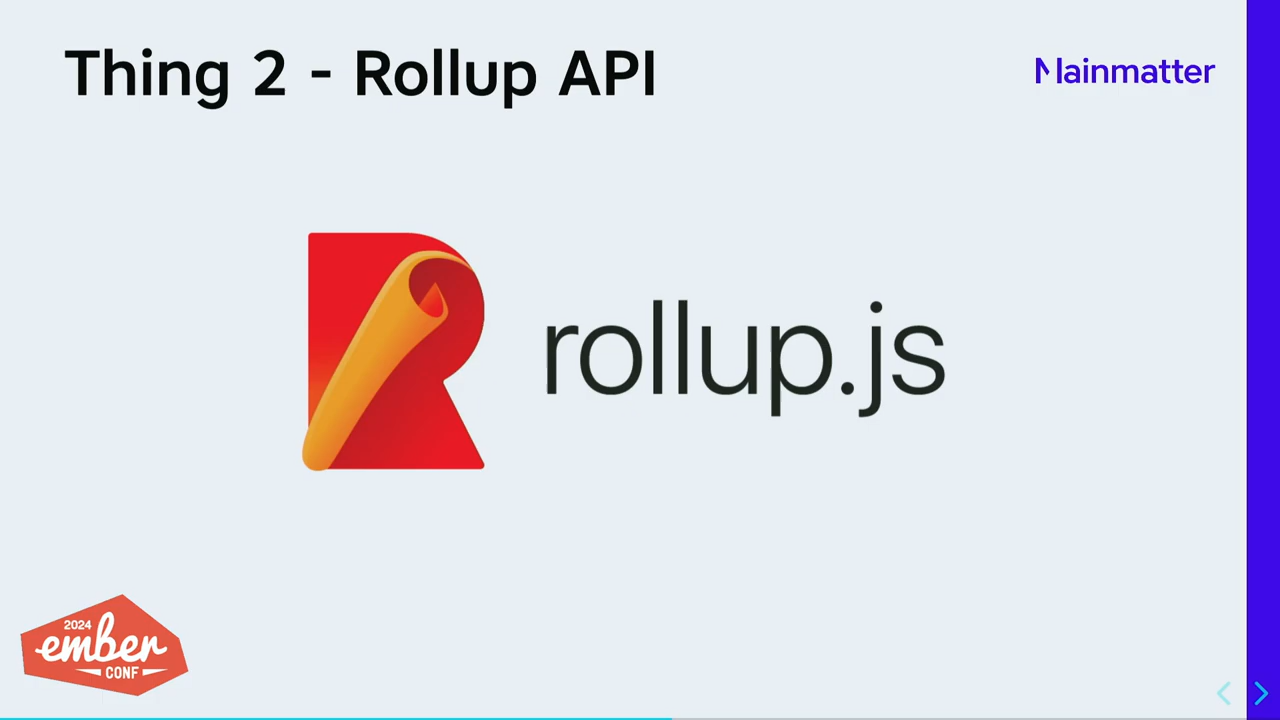 Thing 2 - Rollup API
Mainmatter
rollup.js
2024
ember
CONF